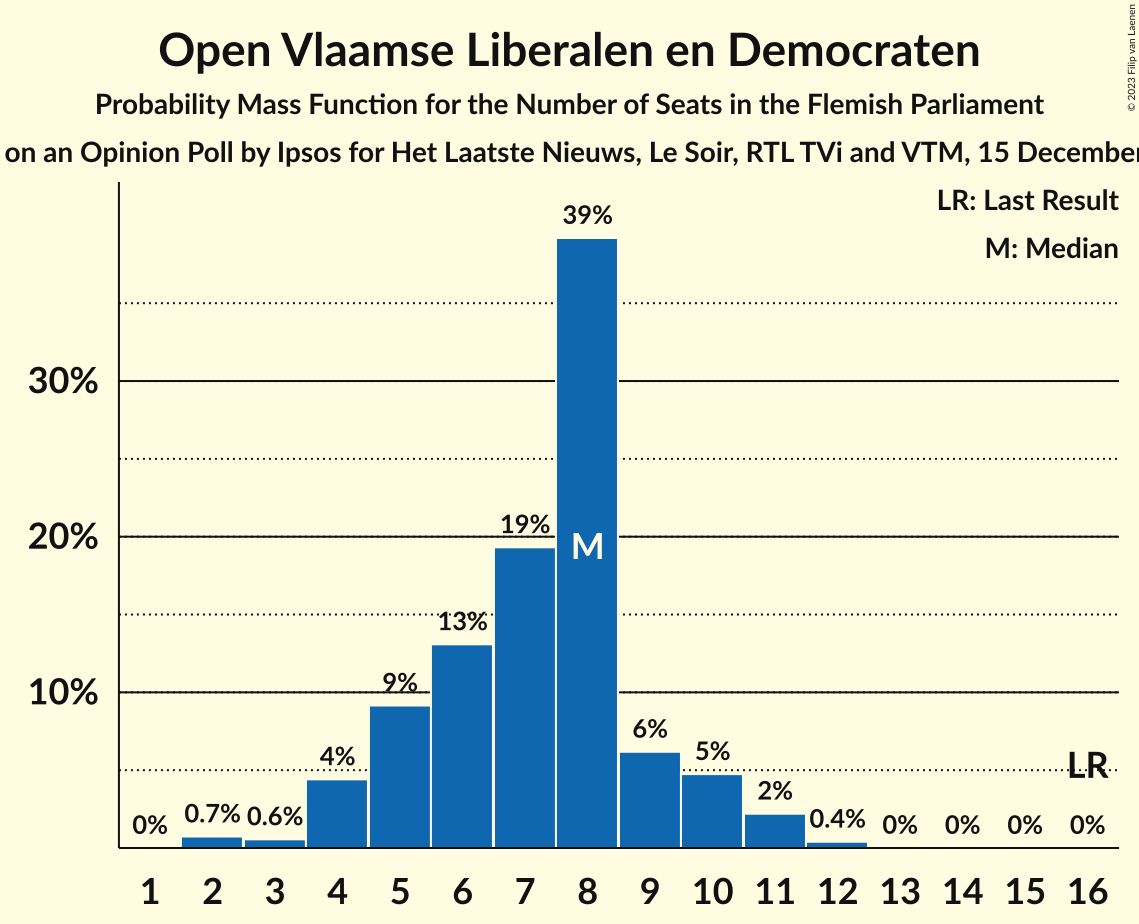 Open Vlaamse Liberalen en Democraten
Probability Mass Function for the Number of Seats in the Flemish Parliament
on an Opinion Poll by Ipsos for Het Laatste Nieuws, Le Soir, RTL TVi and VTM, 15 December
© 2023 Filip van Laenen
LR: Last Result
M: Median
39%
30%
20%
19%
M
13%
10%
9%
6%
5%
4%
LR
2%
0% 0.7% 0.6% 0.4% 0% 0% 0% 0%
1 2 3 4 5 6 7 8 9 10 11 12 13 14 15 16